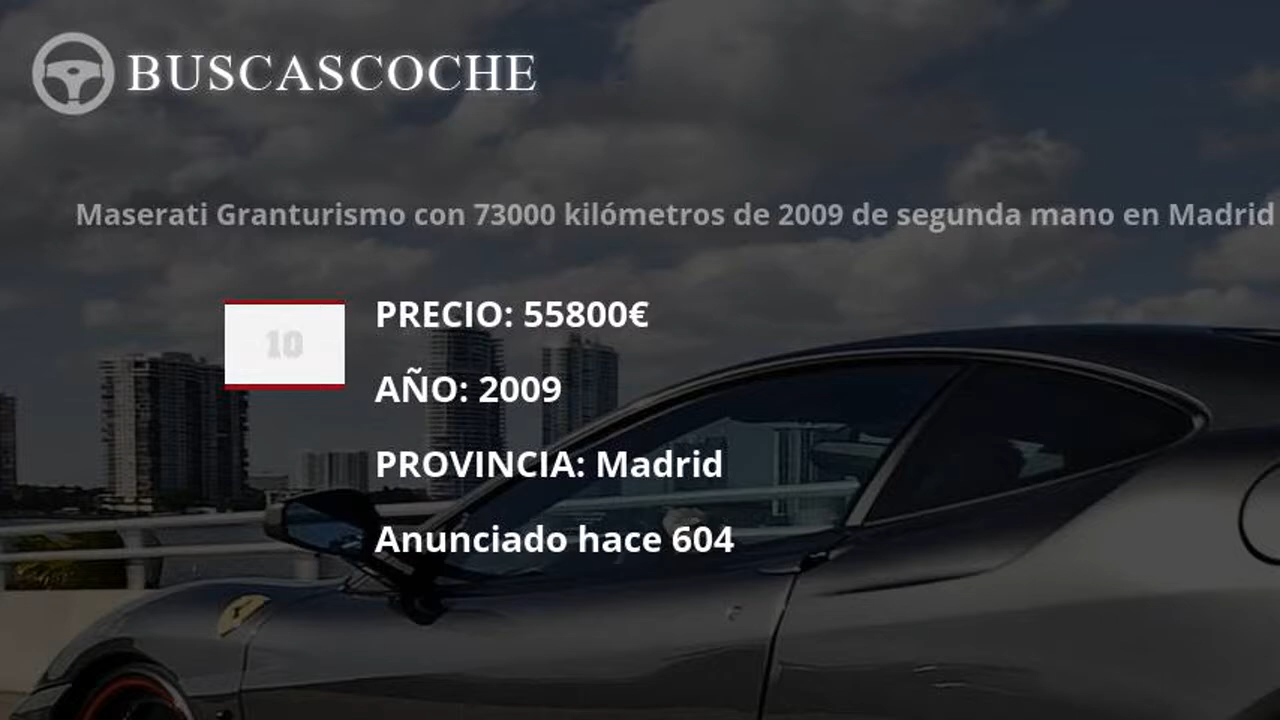 BUSCASCOCHE
Maserati Granturismo con 73000 kilómetros de 2009 de segunda mano en Madrid
10
PRECIO: 55800€
AÑO: 2009
PROVINCIA: Madrid
Anunciado hace 604